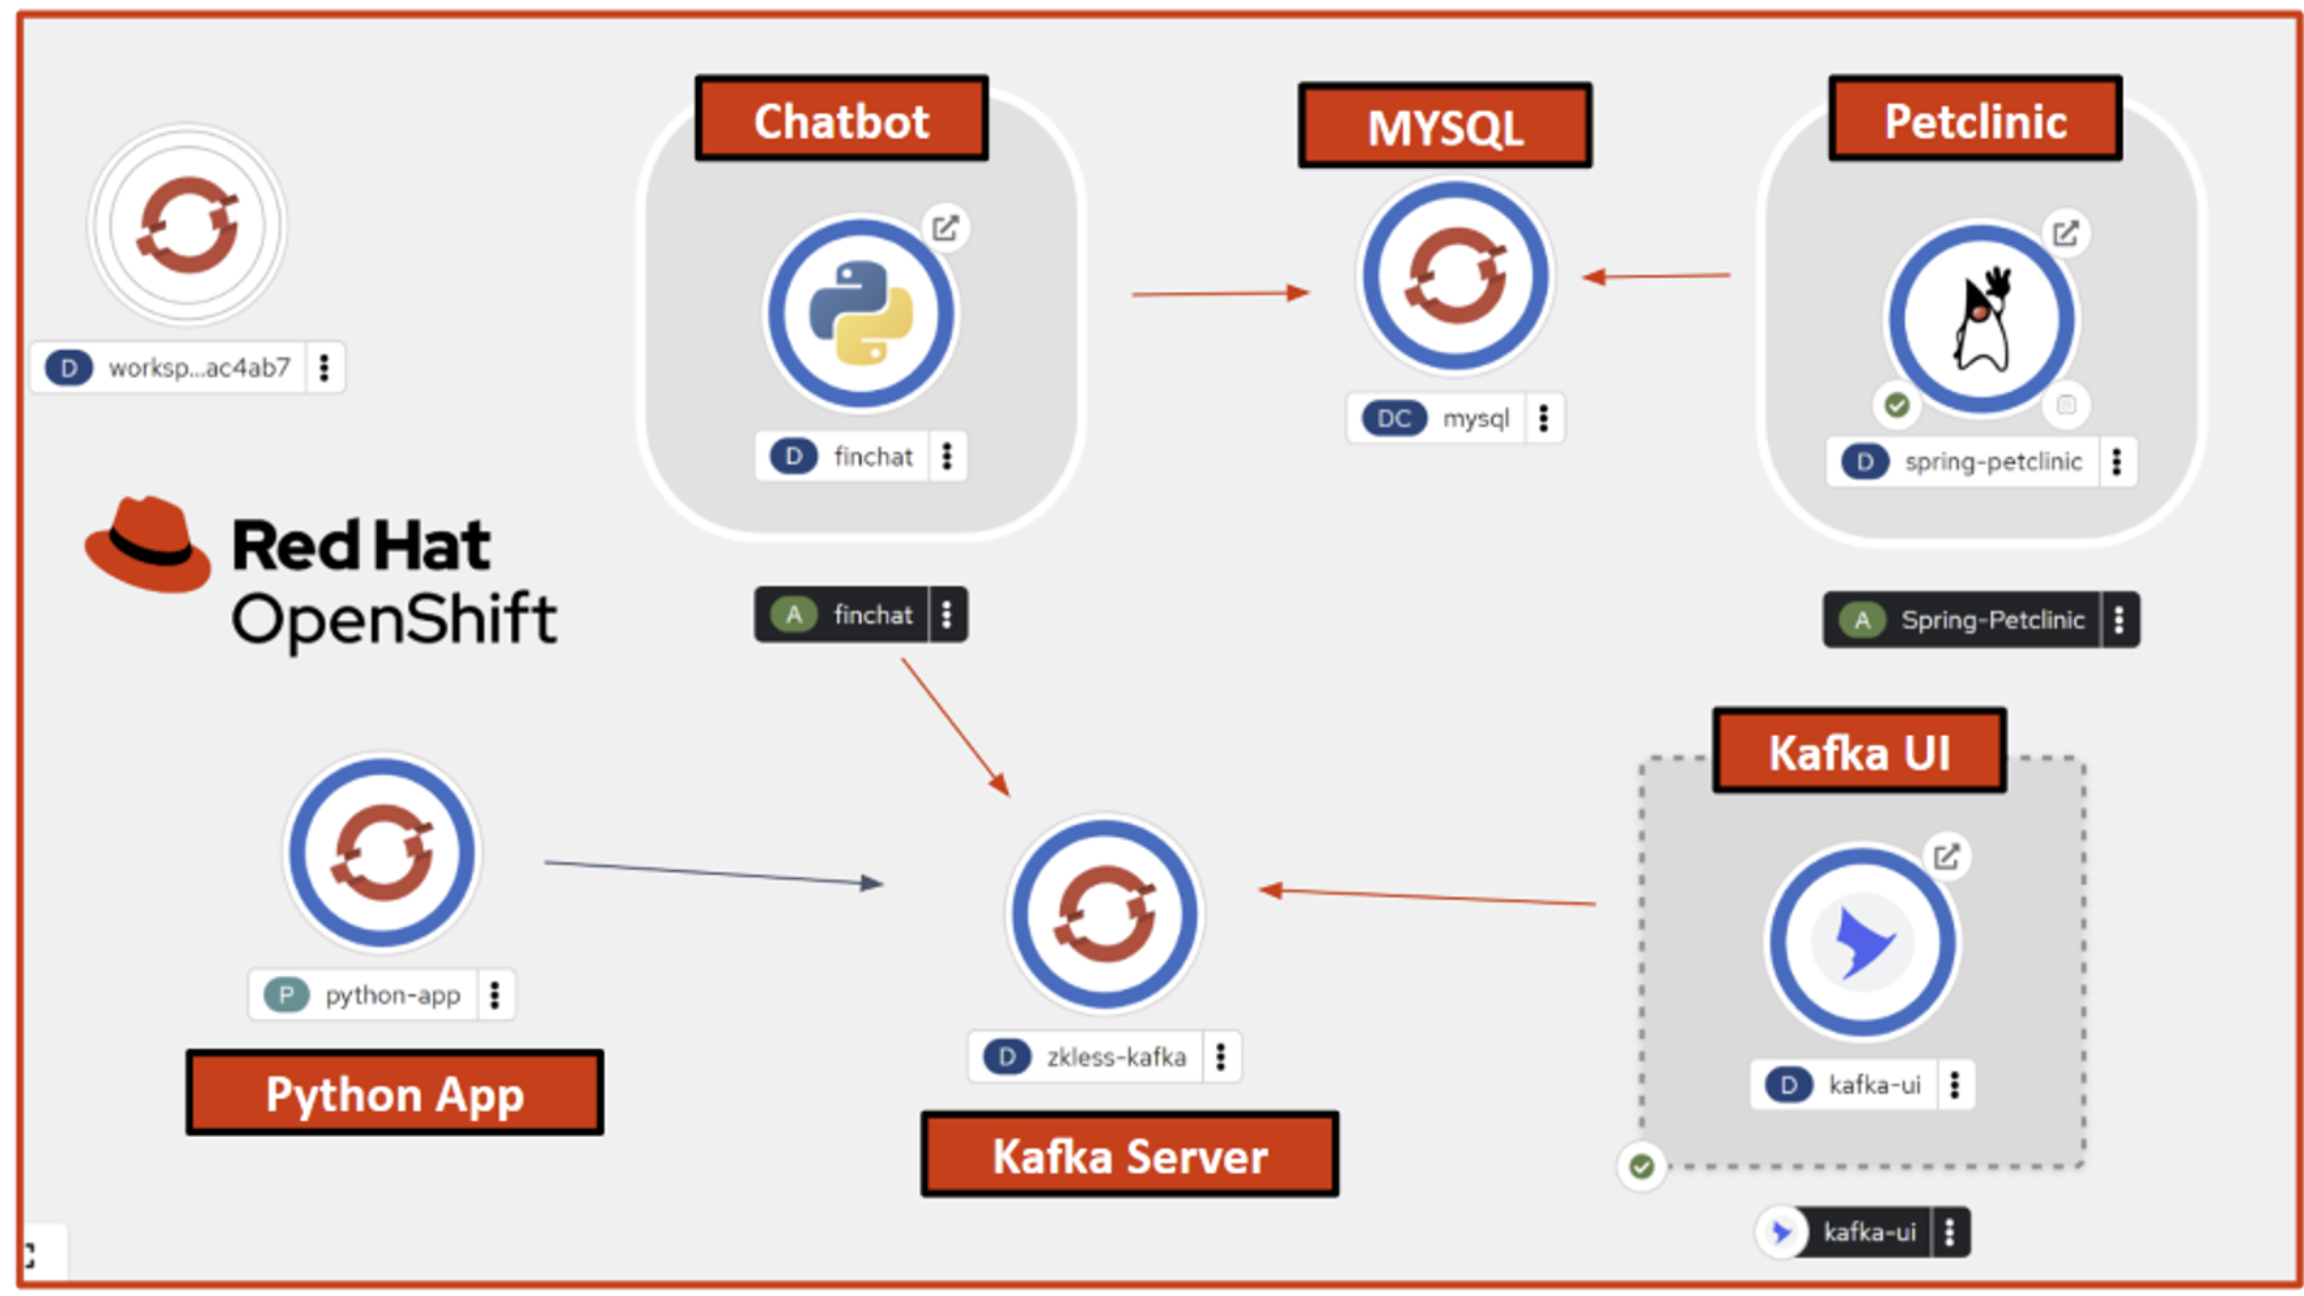 Chatbot
MYSQL
Petclinic
D worksp...ac4ab7
D finchat
DC mysql
D spring-petclinic
Red Hat
OpenShift
A finchat
A Spring-Petclinic
Kafka UI
P python-app
D zkless-kafka
D kafka-ui
Python App
Kafka Server
kafka-ui